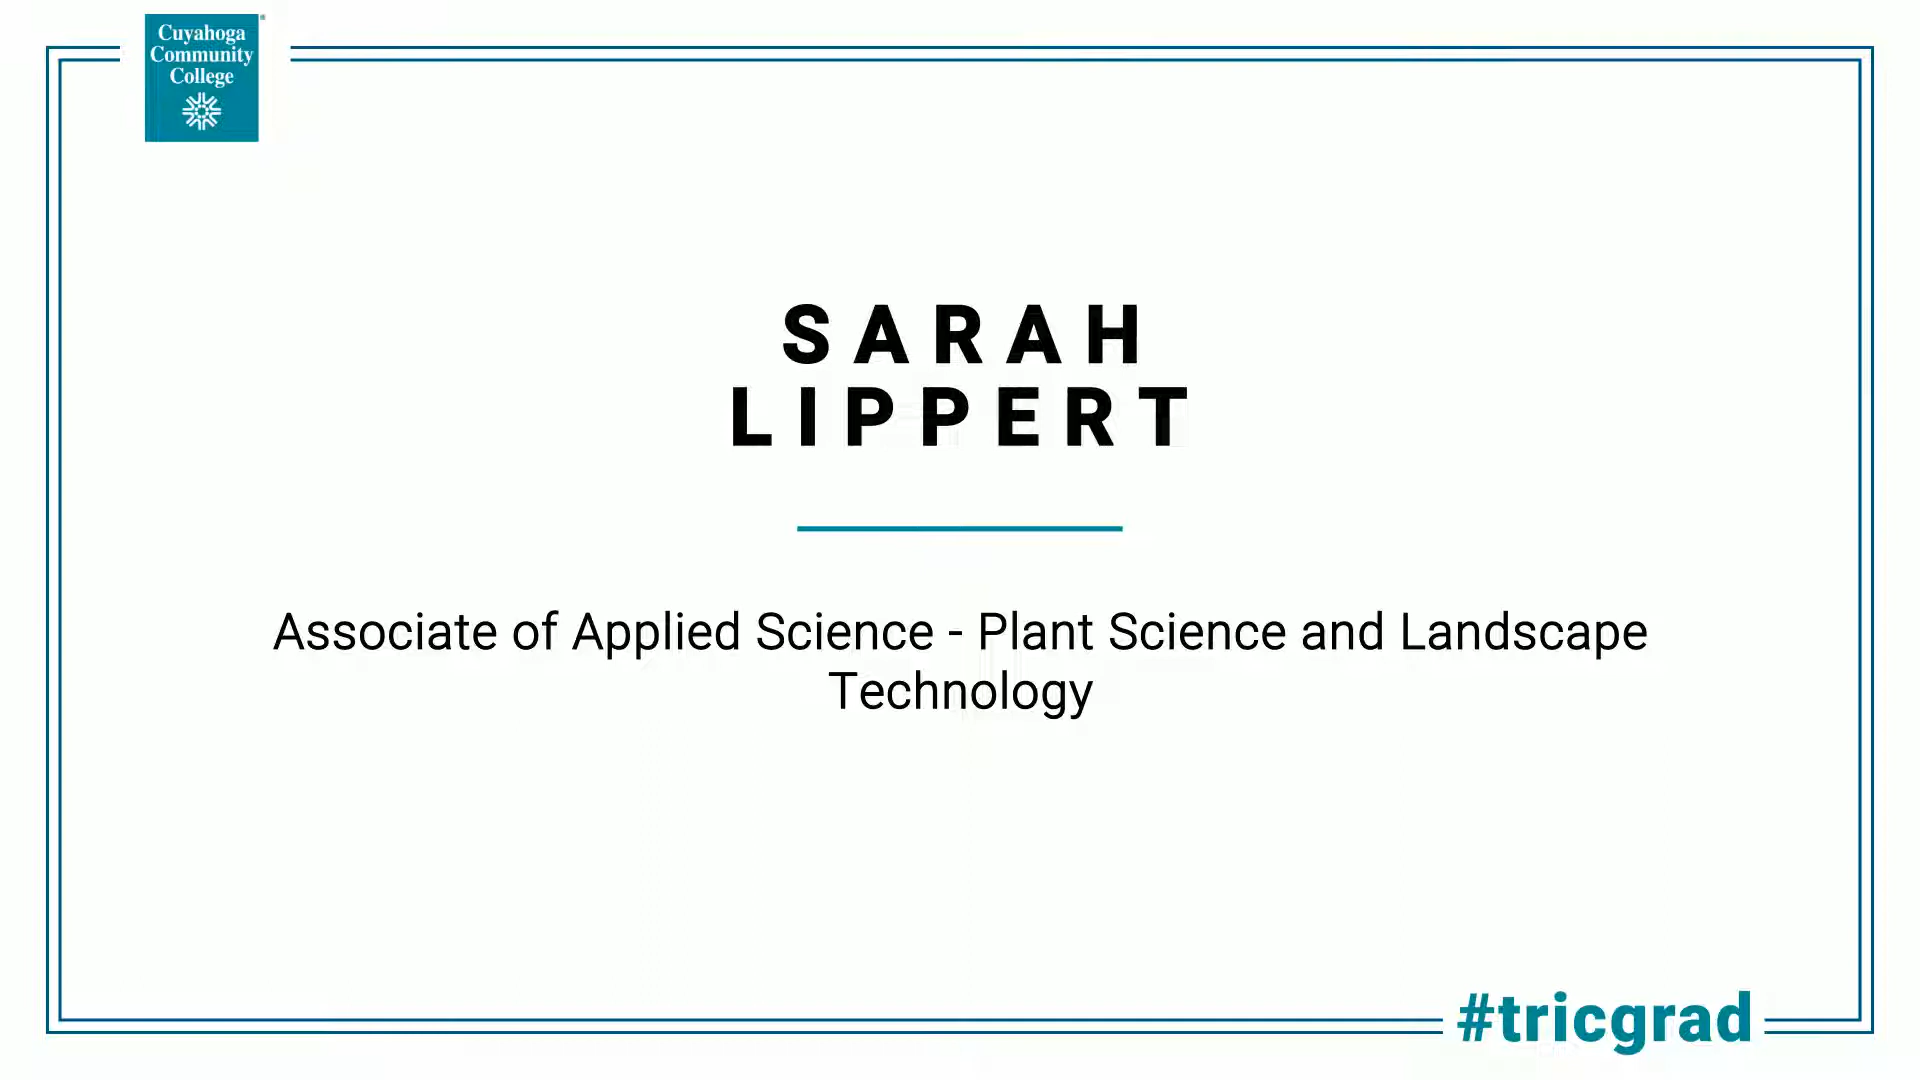 Cuyahoga
Community
College
SARAH
LIPPERT
Associate of Applied Science - Plant Science and Landscape
Technology
#tricgrad